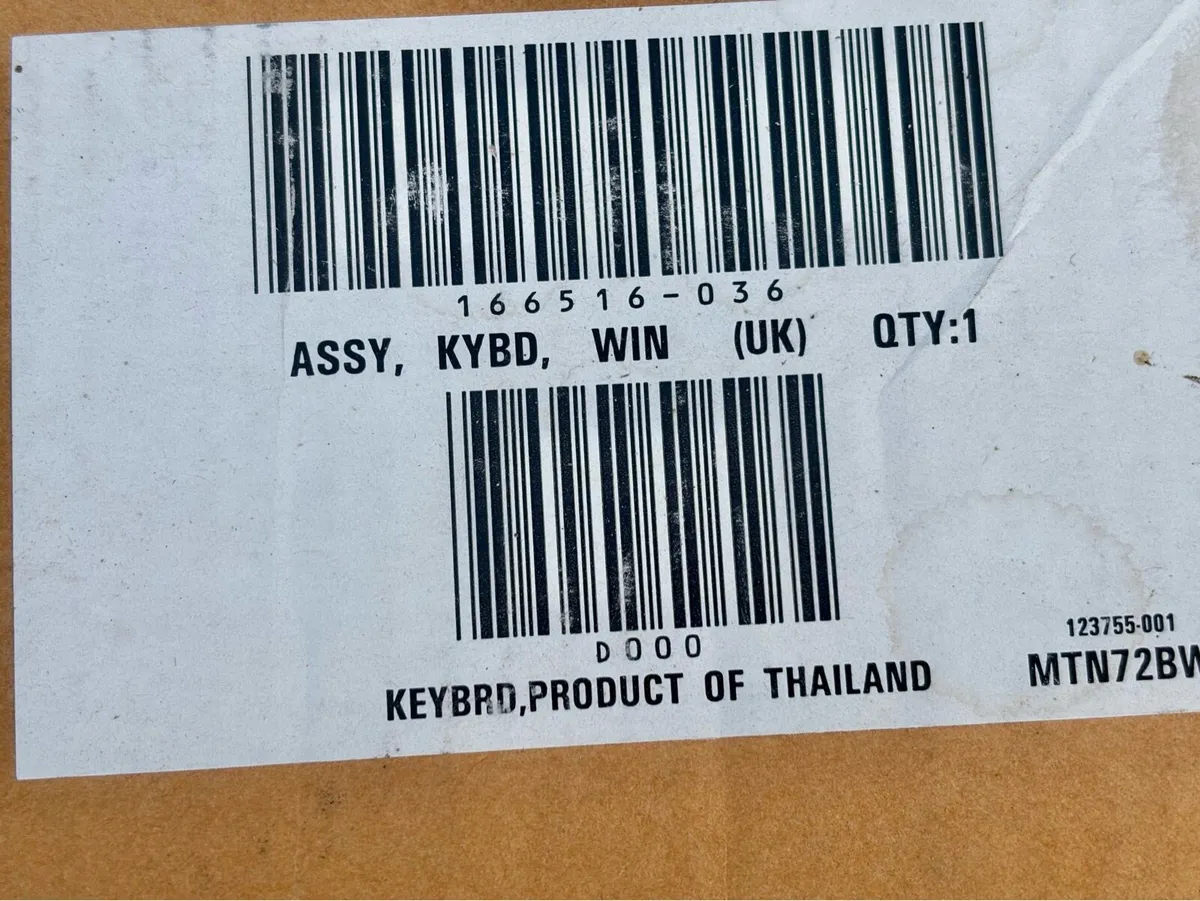 166516-036
ASSY, KYBD, WIN (UK) QTY:1
D000
KEYBRD,PRODUCT OF THAILAND
123755-001
MTN72BW